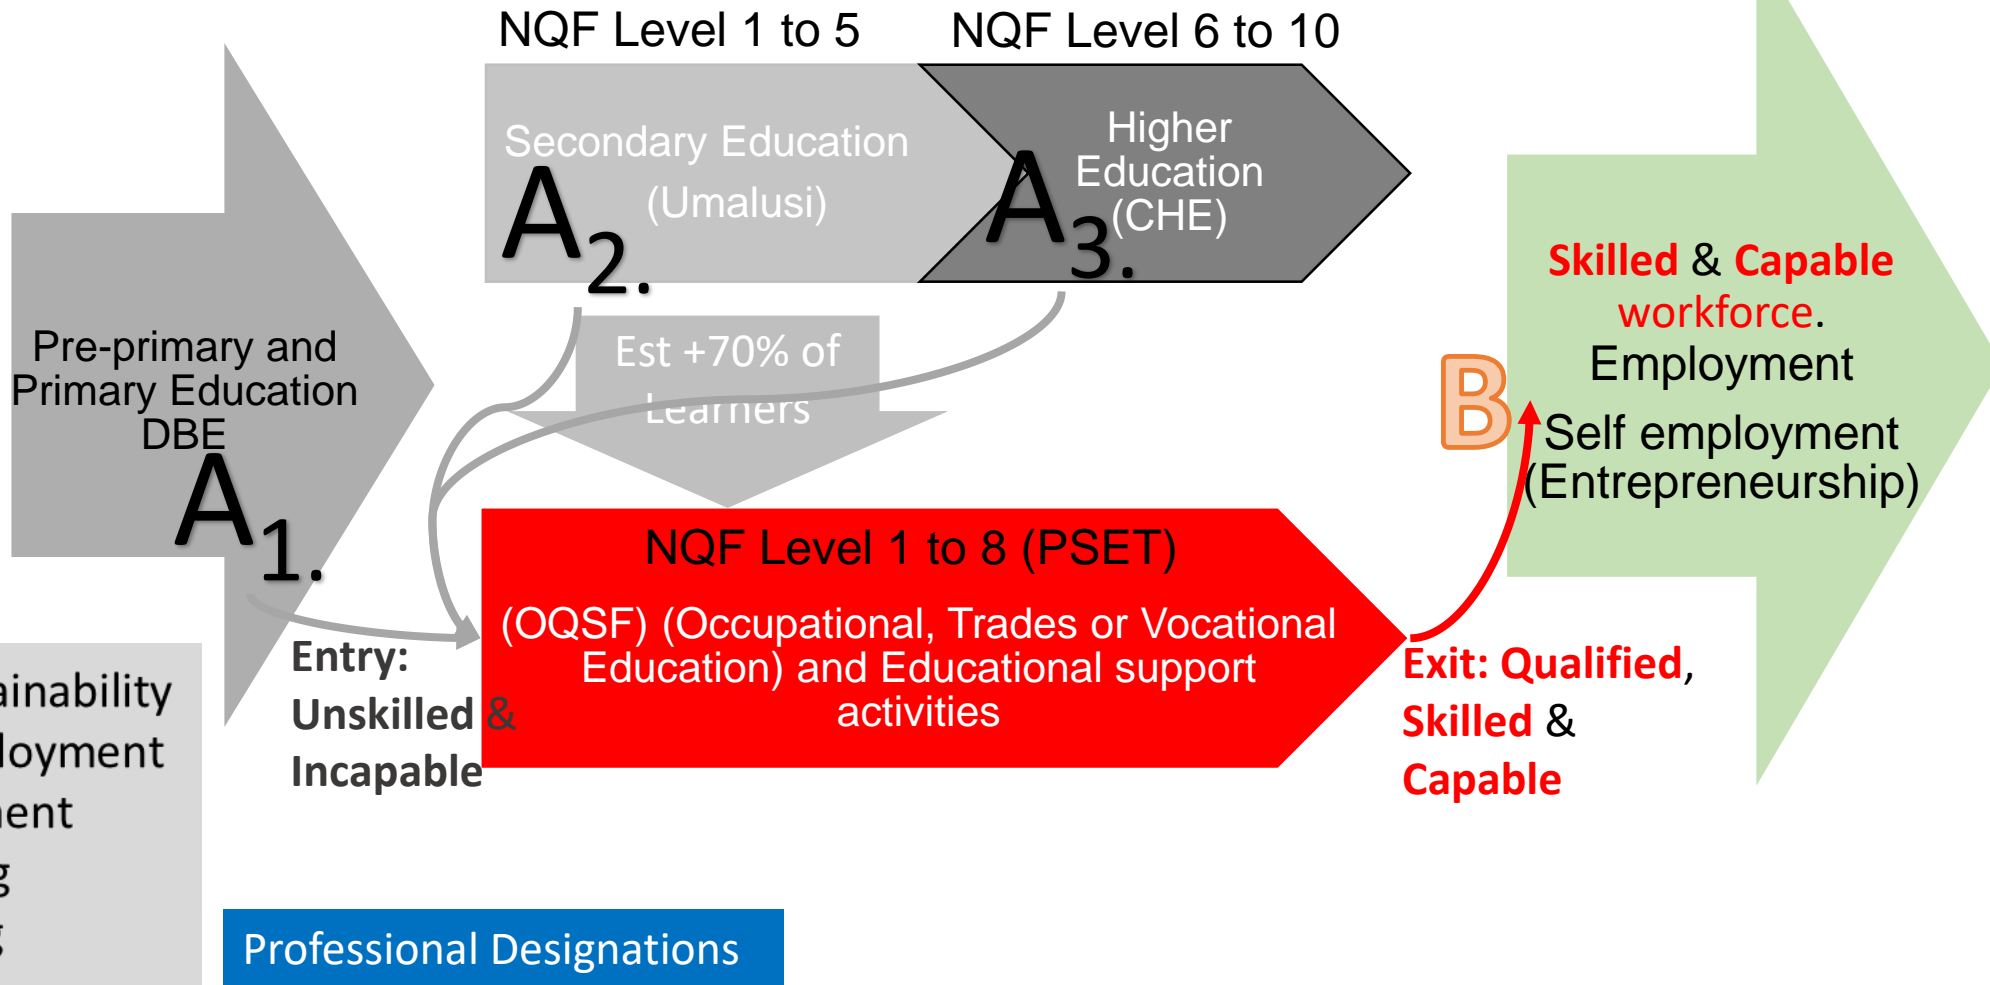 NQF Level 1 to 5
NQF Level 6 to 10
Secondary Education
(Umalusi)
A2.
Higher
Education
(CHE)
A3.
Pre-primary and
Primary Education
DBE
A1.
Est +70% of
Learners
Skilled & Capable
workforce.
Employment
Self employment
(Entrepreneurship)
B
NQF Level 1 to 8 (PSET)
(OQSF) (Occupational, Trades or Vocational
Education) and Educational support
activities
Entry:
Unskilled &
Incapable
Exit: Qualified,
Skilled &
Capable
Professional Designations